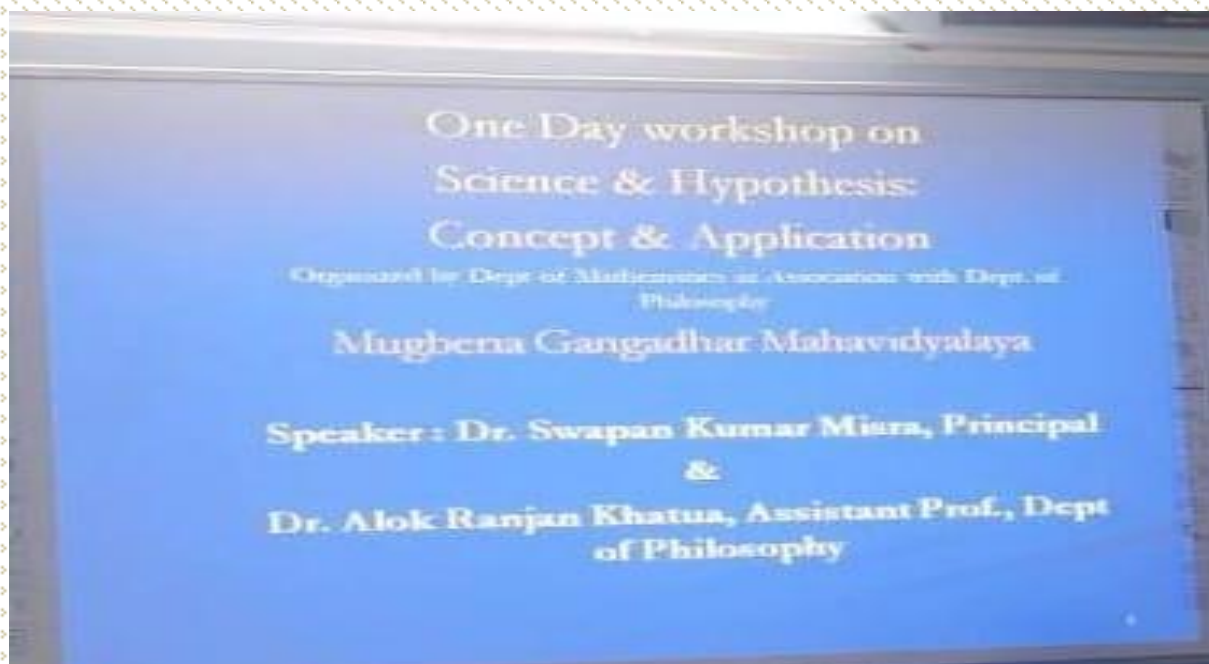 One Day workshop on
Science & Hypothesis:
Concept & Application
Organized by Dept of Mathematics in Association with Dept. of
Philosophy
Mugberia Gangadhar Mahavidyalaya
Speaker : Dr. Swapan Kumar Misra, Principal
&
Dr. Alok Ranjan Khatua, Assistant Prof., Dept
of Philosophy